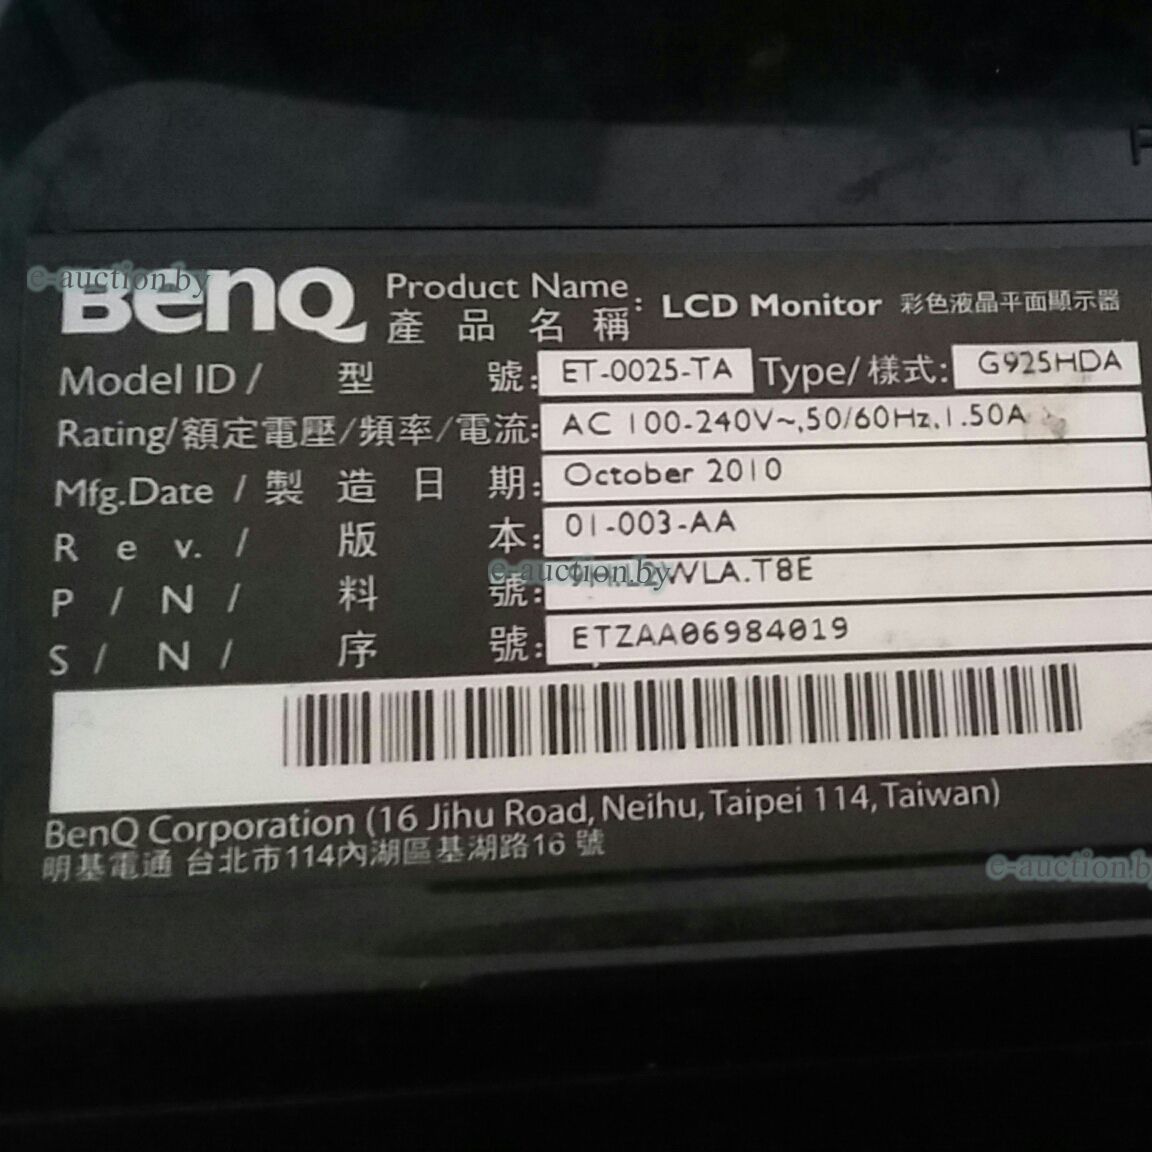 BenQ Product Name 產品名稱: LCD Monitor 彩色液晶平面顯示器
Model ID / 型 號: ET-0025-TA Type/樣式: G925HDA
Rating/額定電壓/頻率/電流: AC 100-240V~,50/60Hz,1.50A
Mfg.Date / 製 造 日 期: October 2010
R e v. / 版 本: 01-003-AA
P / N / 料 號:
S / N / 序 號: ETZAA06984019
BenQ Corporation (16 Jihu Road, Neihu, Taipei 114, Taiwan)
明基電通 台北市114內湖區基湖路16 號
e-auction.by
e-auction.by
e-auction.b